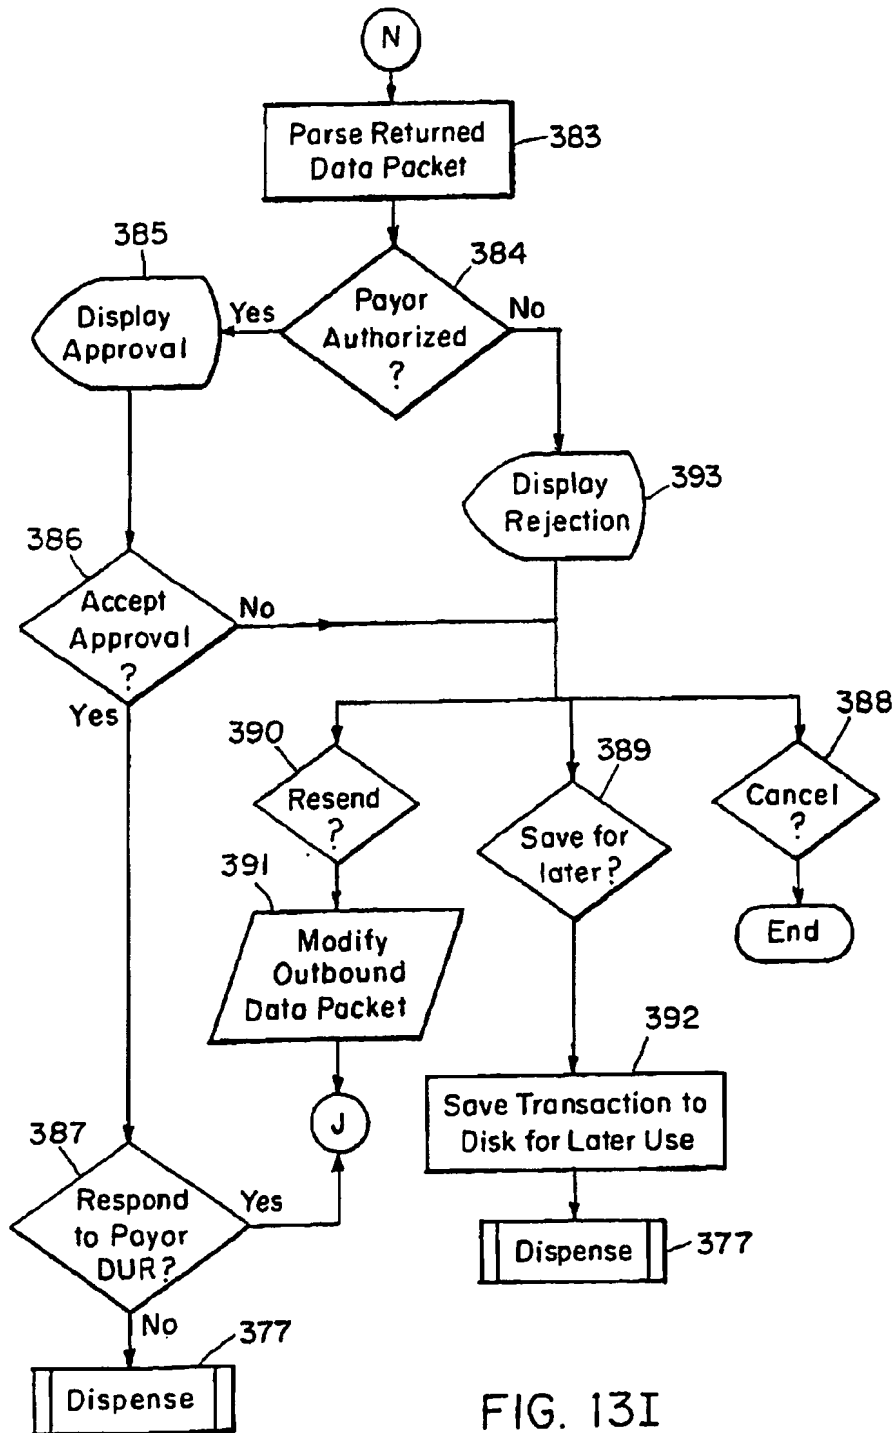 N
Parse Returned
Data Packet
383
384
Payor
Authorized
?
Yes
No
385
Display
Approval
Display
Rejection
393
386
Accept
Approval
?
No
Yes
390
Resend
?
389
Save for
later?
388
Cancel
?
End
391
Modify
Outbound
Data Packet
J
392
Save Transaction to
Disk for Later Use
Dispense
377
387
Respond
to Payor
DUR?
Yes
No
377
Dispense
FIG. 13I